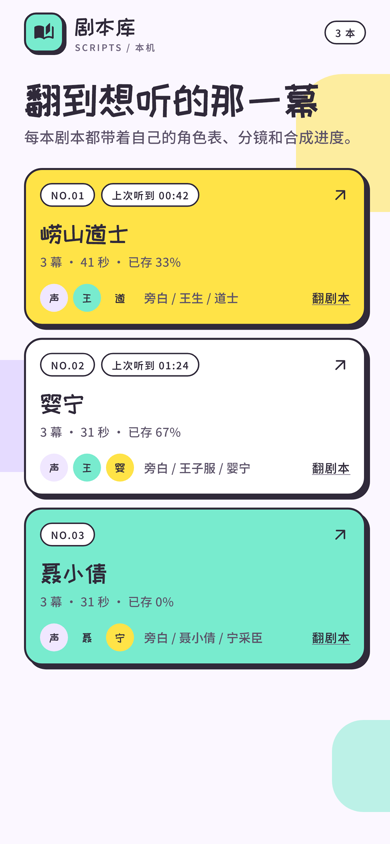 剧本库
SCRIPTS / 本机
3 本
翻到想听的那一幕
每本剧本都带着自己的角色表、分镜和合成进度。
NO.01
上次听到 00:42
崂山道士
3 幕 · 41 秒 · 已存 33%
声 王 道 旁白 / 王生 / 道士 翻剧本
NO.02
上次听到 01:24
婴宁
3 幕 · 31 秒 · 已存 67%
声 王 婴 旁白 / 王子服 / 婴宁 翻剧本
NO.03
聂小倩
3 幕 · 31 秒 · 已存 0%
声 聂 宁 旁白 / 聂小倩 / 宁采臣 翻剧本